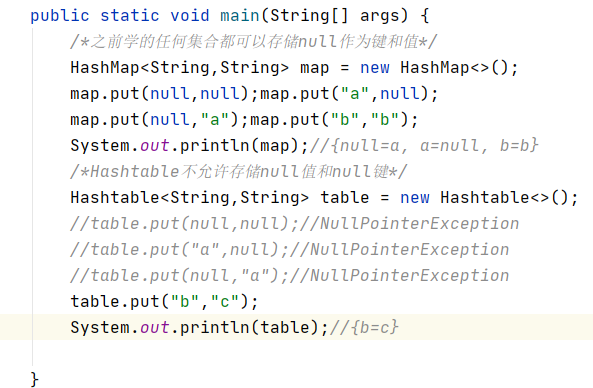 public static void main(String[] args) {
/*之前学的任何集合都可以存储null作为键和值*/
HashMap<String,String> map = new HashMap<>();
map.put(null,null);map.put("a",null);
map.put(null,"a");map.put("b","b");
System.out.println(map);//{null=a, a=null, b=b}
/*Hashtable不允许存储null值和null键*/
Hashtable<String,String> table = new Hashtable<>();
//table.put(null,null);//NullPointerException
//table.put("a",null);//NullPointerException
//table.put(null,"a");//NullPointerException
table.put("b","c");
System.out.println(table);//{b=c}
}